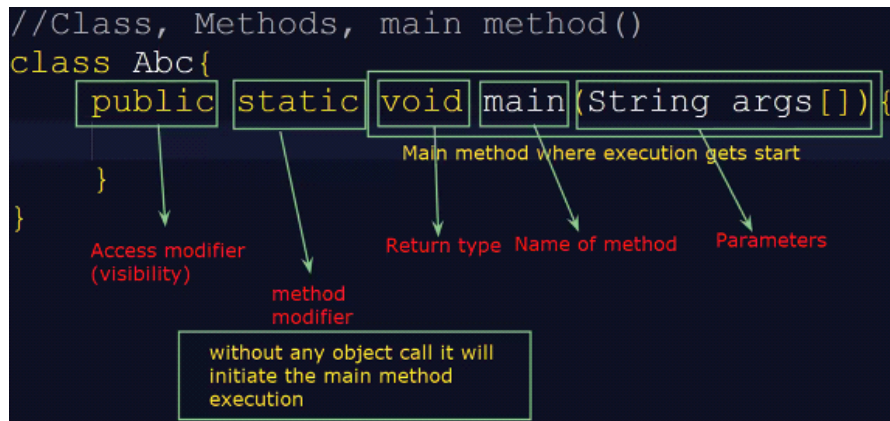 //Class, Methods, main method()
class Abc{
public static void main(String args[]){
Main method where execution gets start
}
}
Access modifier
(visibility)
method
modifier
Return type
Name of method
Parameters
without any object call it will
initiate the main method
execution